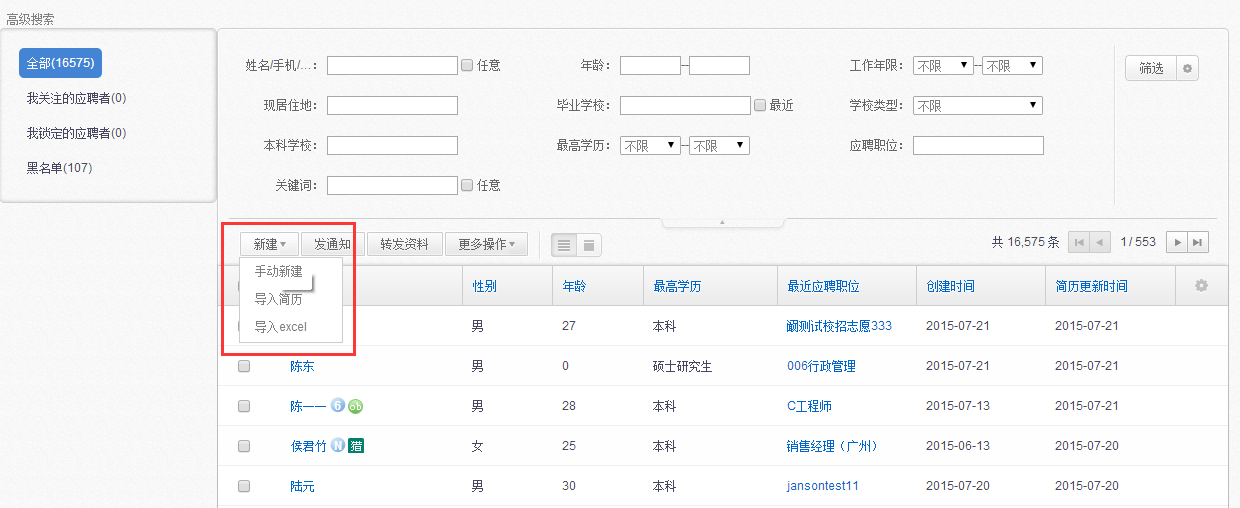 高级搜索
全部(16575)
我关注的应聘者(0)
我锁定的应聘者(0)
黑名单(107)
姓名/手机/...： 任意 年龄： – 工作年限： 不限 – 不限 筛选
现居住地： 毕业学校： 最近 学校类型： 不限
本科学校： 最高学历： 不限 – 不限 应聘职位：
关键词： 任意
新建 发通知 转发资料 更多操作 共 16,575 条 1 / 553
手动新建
导入简历
导入excel
性别 年龄 最高学历 最近应聘职位 创建时间 简历更新时间
男 27 本科 阚测试校招志愿333 2015-07-21 2015-07-21
陈东 男 0 硕士研究生 006行政管理 2015-07-21 2015-07-21
陈一一 6 ob 男 28 本科 C工程师 2015-07-13 2015-07-21
侯君竹 N 猎 女 25 本科 销售经理（广州） 2015-06-13 2015-07-20
陆元 男 30 本科 jansontest11 2015-07-20 2015-07-20